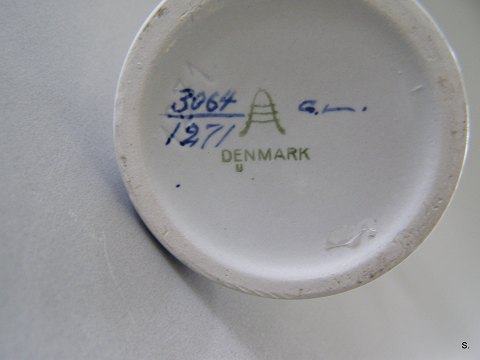 3064 G.L.
1271
DENMARK
U
S.